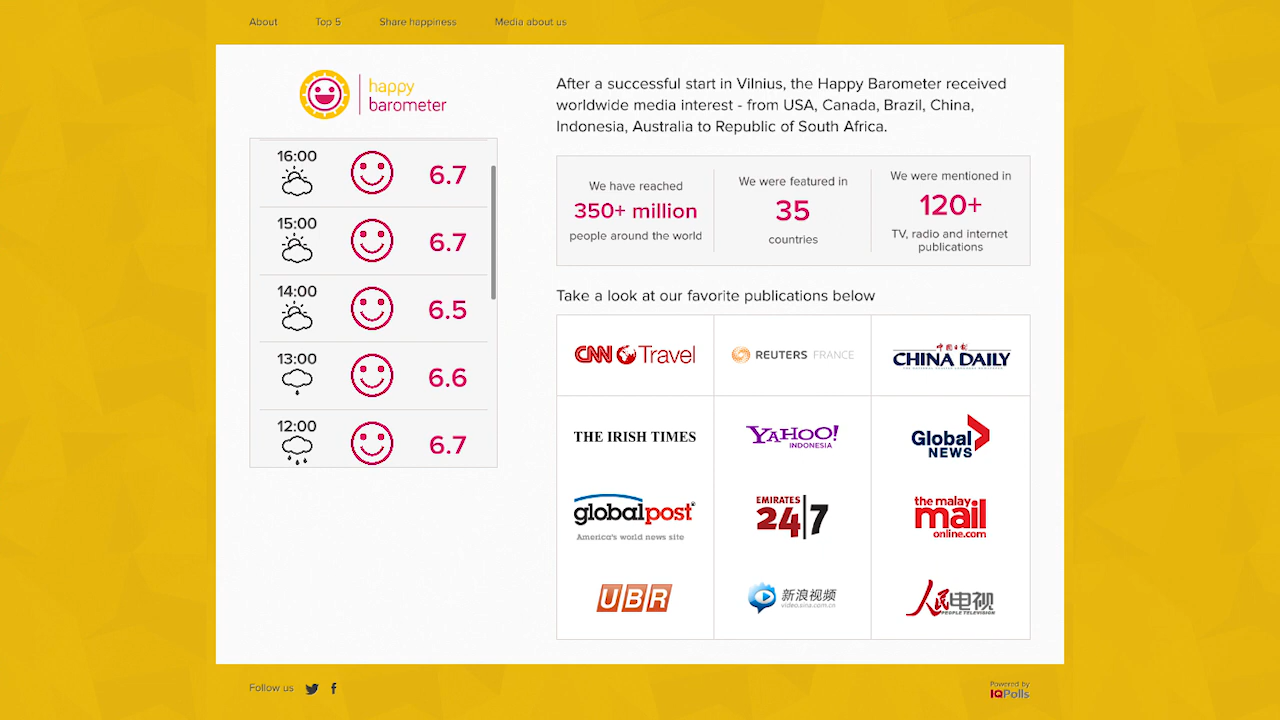 About
Top 5
Share happiness
Media about us
happy
barometer
16:00
6.7
15:00
6.7
14:00
6.5
13:00
6.6
12:00
6.7
After a successful start in Vilnius, the Happy Barometer received
worldwide media interest - from USA, Canada, Brazil, China,
Indonesia, Australia to Republic of South Africa.
We have reached
350+ million
people around the world
We were featured in
35
countries
We were mentioned in
120+
TV, radio and internet
publications
Take a look at our favorite publications below
CNN Travel
REUTERS FRANCE
中国日报
CHINA DAILY
THE IRISH TIMES
YAHOO!
INDONESIA
Global
NEWS
globalpost
America's world news site
EMIRATES
24|7
the malay
mail
online.com
UBR
新浪视频
video.sina.com.cn
人民电视
PEOPLE TELEVISION
Follow us
Powered by
IQPolls